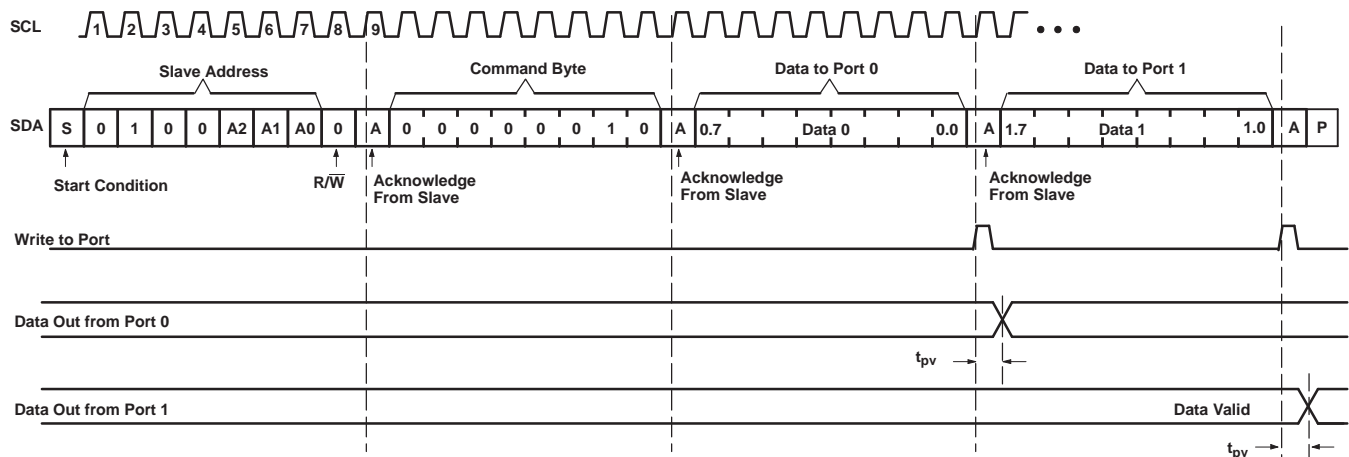 SCL 1 2 3 4 5 6 7 8 9
Slave Address Command Byte Data to Port 0 Data to Port 1
SDA S 0 1 0 0 A2 A1 A0 0 A 0 0 0 0 0 0 1 0 A 0.7 Data 0 0.0 A 1.7 Data 1 1.0 A P
Start Condition R/W̅ Acknowledge From Slave Acknowledge From Slave Acknowledge From Slave
Write to Port
Data Out from Port 0
tpv
Data Out from Port 1 Data Valid
tpv